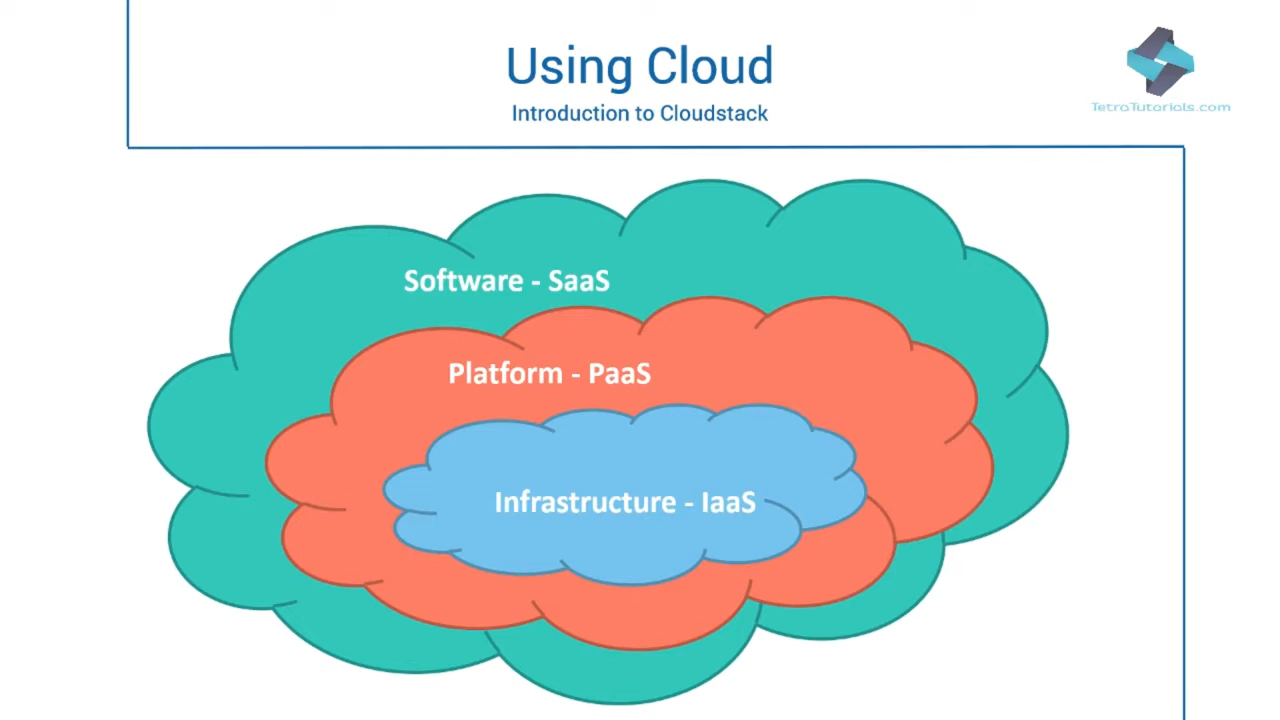 Using Cloud
Introduction to Cloudstack
TetraTutorials.com
Software - SaaS
Platform - PaaS
Infrastructure - IaaS